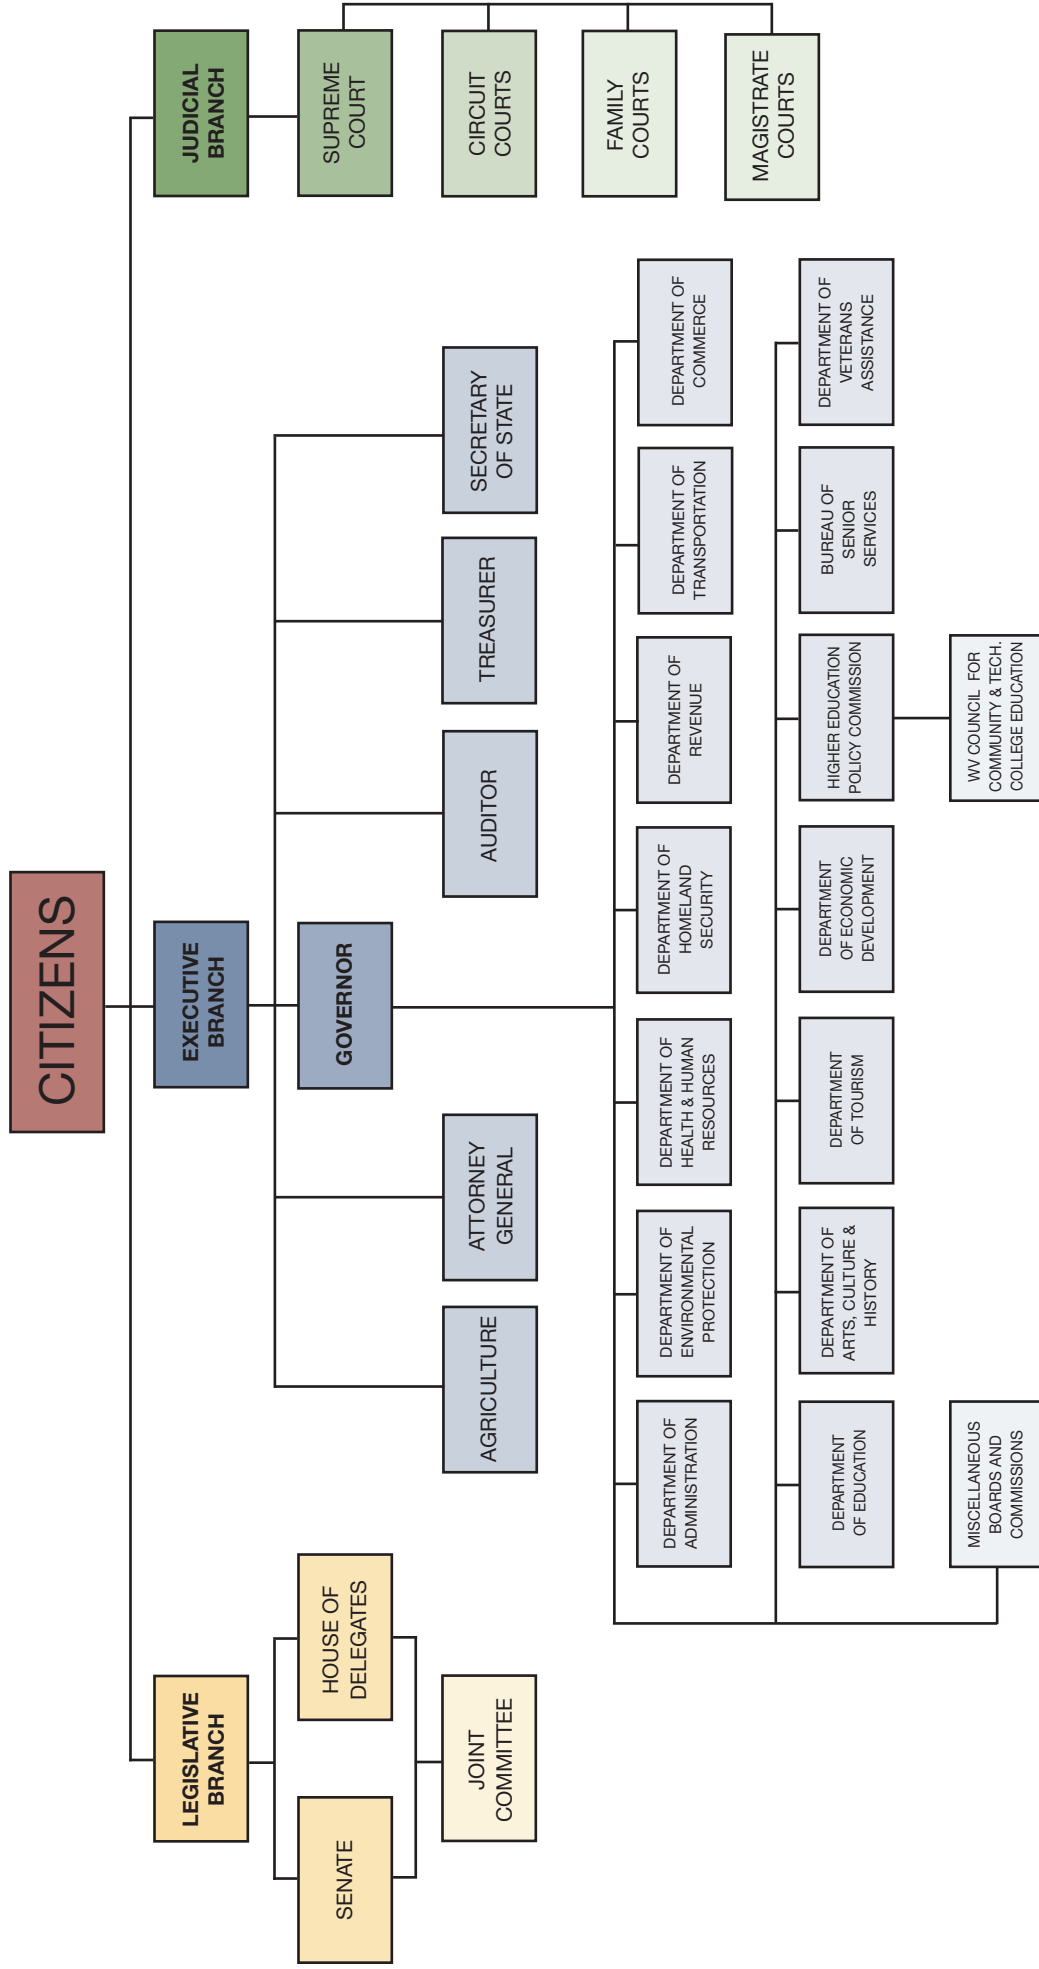 CITIZENS
LEGISLATIVE
BRANCH
EXECUTIVE
BRANCH
JUDICIAL
BRANCH
SENATE
HOUSE OF
DELEGATES
GOVERNOR
SUPREME
COURT
JOINT
COMMITTEE
AGRICULTURE
ATTORNEY
GENERAL
AUDITOR
TREASURER
SECRETARY
OF STATE
CIRCUIT
COURTS
FAMILY
COURTS
MAGISTRATE
COURTS
DEPARTMENT OF
ADMINISTRATION
DEPARTMENT OF
ENVIRONMENTAL
PROTECTION
DEPARTMENT OF
HEALTH & HUMAN
RESOURCES
DEPARTMENT OF
HOMELAND
SECURITY
DEPARTMENT OF
REVENUE
DEPARTMENT OF
TRANSPORTATION
DEPARTMENT OF
COMMERCE
DEPARTMENT
OF EDUCATION
DEPARTMENT OF
ARTS, CULTURE &
HISTORY
DEPARTMENT
OF TOURISM
DEPARTMENT
OF ECONOMIC
DEVELOPMENT
HIGHER EDUCATION
POLICY COMMISSION
BUREAU OF
SENIOR
SERVICES
DEPARTMENT OF
VETERANS
ASSISTANCE
MISCELLANEOUS
BOARDS AND
COMMISSIONS
WV COUNCIL FOR
COMMUNITY & TECH.
COLLEGE EDUCATION